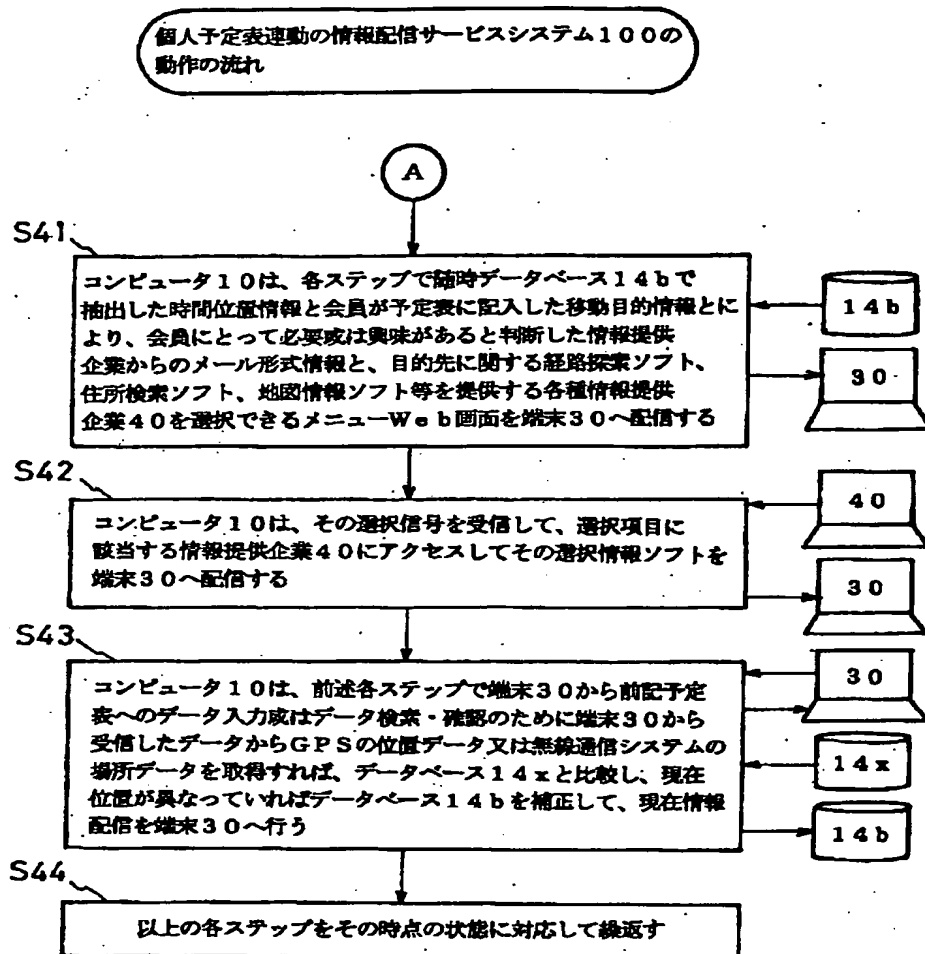 個人予定表連動の情報配信サービスシステム100の
動作の流れ
A
S41
コンピュータ10は、各ステップで随時データベース14bで
抽出した時間位置情報と会員が予定表に記入した移動目的情報とに
より、会員にとって必要或は興味があると判断した情報提供
企業からのメール形式情報と、目的先に関する経路探索ソフト、
住所検索ソフト、地図情報ソフト等を提供する各種情報提供
企業40を選択できるメニューWeb画面を端末30へ配信する
14b
30
S42
コンピュータ10は、その選択信号を受信して、選択項目に
該当する情報提供企業40にアクセスしてその選択情報ソフトを
端末30へ配信する
40
30
S43
コンピュータ10は、前述各ステップで端末30から前記予定
表へのデータ入力或はデータ検索・確認のために端末30から
受信したデータからGPSの位置データ又は無線通信システムの
場所データを取得すれば、データベース14xと比較し、現在
位置が異なっていればデータベース14bを補正して、現在情報
配信を端末30へ行う
30
14x
14b
S44
以上の各ステップをその時点の状態に対応して繰返す